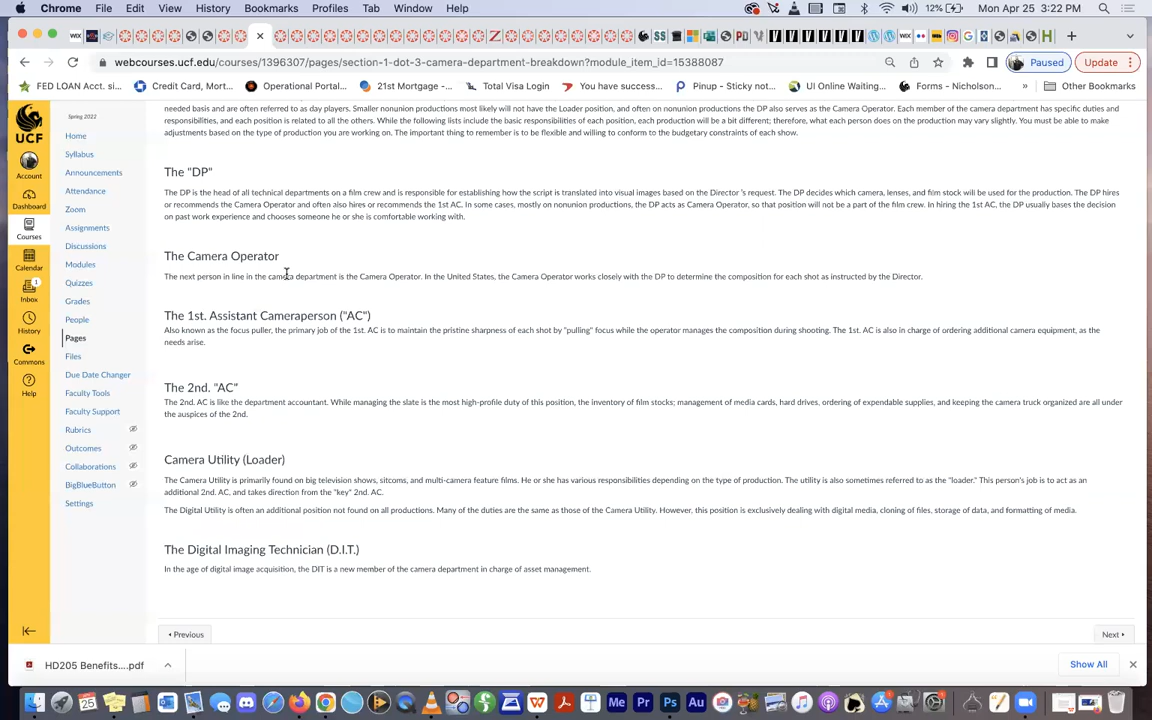 Chrome File Edit View History Bookmarks Profiles Tab Window Help 12% Mon Apr 25 3:22 PM
webcourses.ucf.edu/courses/1396307/pages/section-1-dot-3-camera-department-breakdown?module_item_id=15388087 Paused Update
FED LOAN Acct. si... Credit Card, Mort... Operational Portal... 21st Mortgage -... Total Visa Login You have success... Pinup - Sticky not... UI Online Waiting... Forms - Nicholson... » Other Bookmarks
UCF
Account
Dashboard
Courses
Calendar
Inbox
1
History
Commons
Help
Spring 2022
Home
Syllabus
Announcements
Attendance
Zoom
Assignments
Discussions
Modules
Quizzes
Grades
People
Pages
Files
Due Date Changer
Faculty Tools
Faculty Support
Rubrics
Outcomes
Collaborations
BigBlueButton
Settings
needed basis and are often referred to as day players. Smaller nonunion productions most likely will not have the Loader position, and often on nonunion productions the DP also serves as the Camera Operator. Each member of the camera department has specific duties and
responsibilities, and each position is related to all the others. While the following lists include the basic responsibilities of each position, each production will be a bit different; therefore, what each person does on the production may vary slightly. You must be able to make
adjustments based on the type of production you are working on. The important thing to remember is to be flexible and willing to conform to the budgetary constraints of each show.
The "DP"
The DP is the head of all technical departments on a film crew and is responsible for establishing how the script is translated into visual images based on the Director's request. The DP decides which camera, lenses, and film stock will be used for the production. The DP hires
or recommends the Camera Operator and often also hires or recommends the 1st AC. In some cases, mostly on nonunion productions, the DP acts as Camera Operator, so that position will not be a part of the film crew. In hiring the 1st AC, the DP usually bases the decision
on past work experience and chooses someone he or she is comfortable working with.
The Camera Operator
The next person in line in the camera department is the Camera Operator. In the United States, the Camera Operator works closely with the DP to determine the composition for each shot as instructed by the Director.
The 1st. Assistant Cameraperson ("AC")
Also known as the focus puller, the primary job of the 1st. AC is to maintain the pristine sharpness of each shot by "pulling" focus while the operator manages the composition during shooting. The 1st. AC is also in charge of ordering additional camera equipment, as the
needs arise.
The 2nd. "AC"
The 2nd. AC is like the department accountant. While managing the slate is the most high-profile duty of this position, the inventory of film stocks; management of media cards, hard drives, ordering of expendable supplies, and keeping the camera truck organized are all under
the auspices of the 2nd.
Camera Utility (Loader)
The Camera Utility is primarily found on big television shows, sitcoms, and multi-camera feature films. He or she has various responsibilities depending on the type of production. The utility is also sometimes referred to as the "loader." This person's job is to act as an
additional 2nd. AC, and takes direction from the "key" 2nd. AC.
The Digital Utility is often an additional position not found on all productions. Many of the duties are the same as those of the Camera Utility. However, this position is exclusively dealing with digital media, cloning of files, storage of data, and formatting of media.
The Digital Imaging Technician (D.I.T.)
In the age of digital image acquisition, the DIT is a new member of the camera department in charge of asset management.
Previous
Next
HD205 Benefits....pdf
Show All